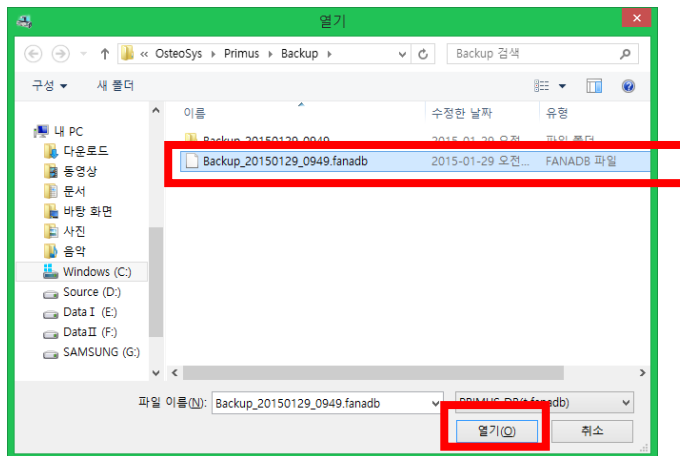 열기
« OsteoSys ▸ Primus ▸ Backup ▸
Backup 검색
구성 새 폴더
이름 수정한 날짜 유형
Backup_20150129_0949 2015-01-29 오전... 파일 폴더
Backup_20150129_0949.fanadb 2015-01-29 오전... FANADB 파일
내 PC
다운로드
동영상
문서
바탕 화면
사진
음악
Windows (C:)
Source (D:)
Data I (E:)
DataⅡ (F:)
SAMSUNG (G:)
파일 이름(N): Backup_20150129_0949.fanadb
열기(O) 취소